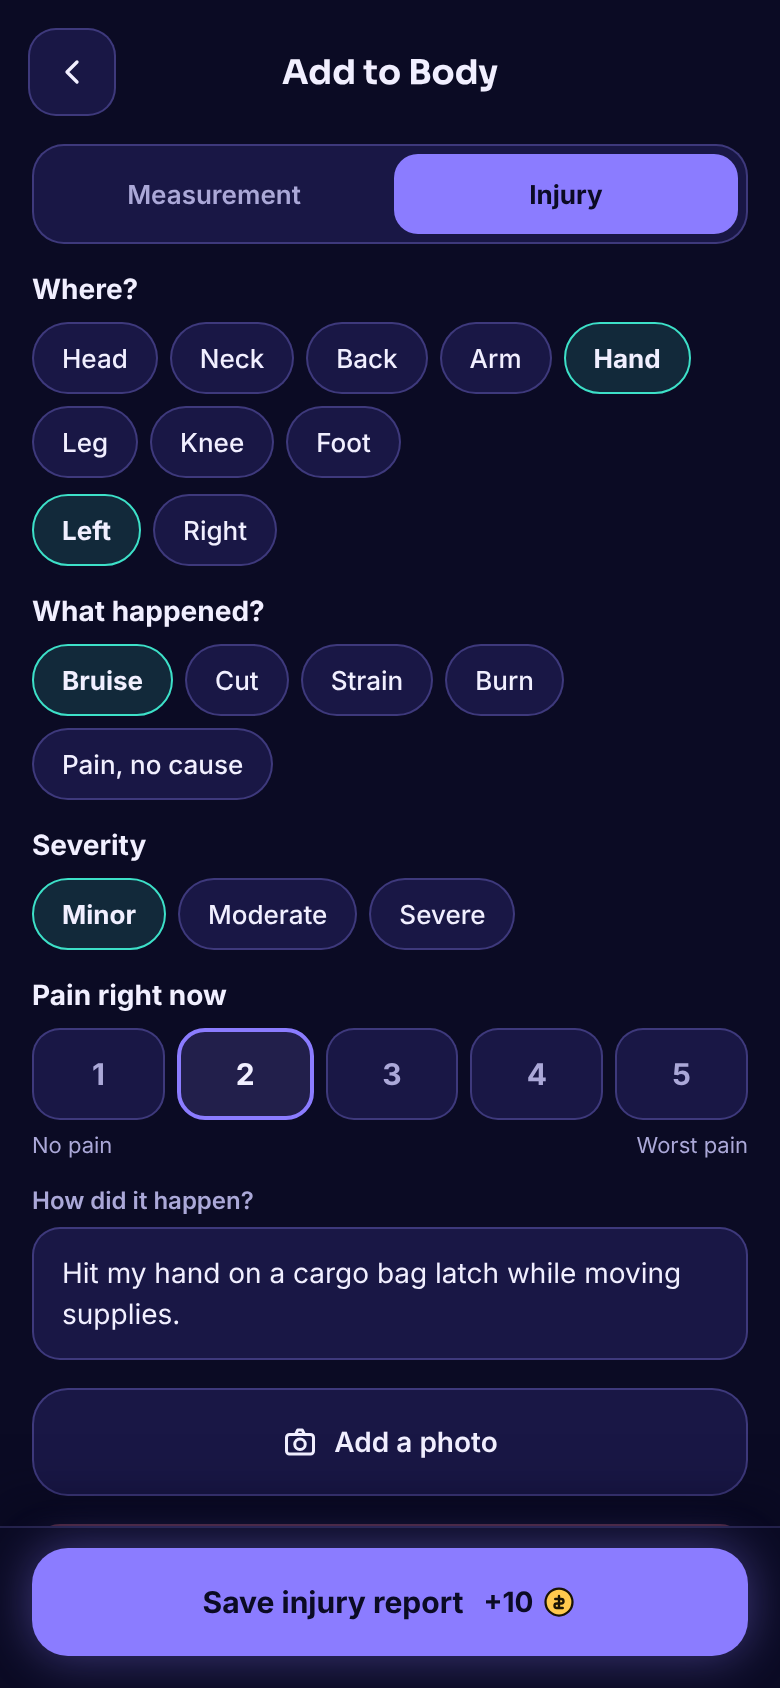 Add to Body
Measurement Injury
Where?
Head Neck Back Arm Hand
Leg Knee Foot
Left Right
What happened?
Bruise Cut Strain Burn
Pain, no cause
Severity
Minor Moderate Severe
Pain right now
1 2 3 4 5
No pain Worst pain
How did it happen?
Hit my hand on a cargo bag latch while moving
supplies.
Add a photo
Save injury report +10